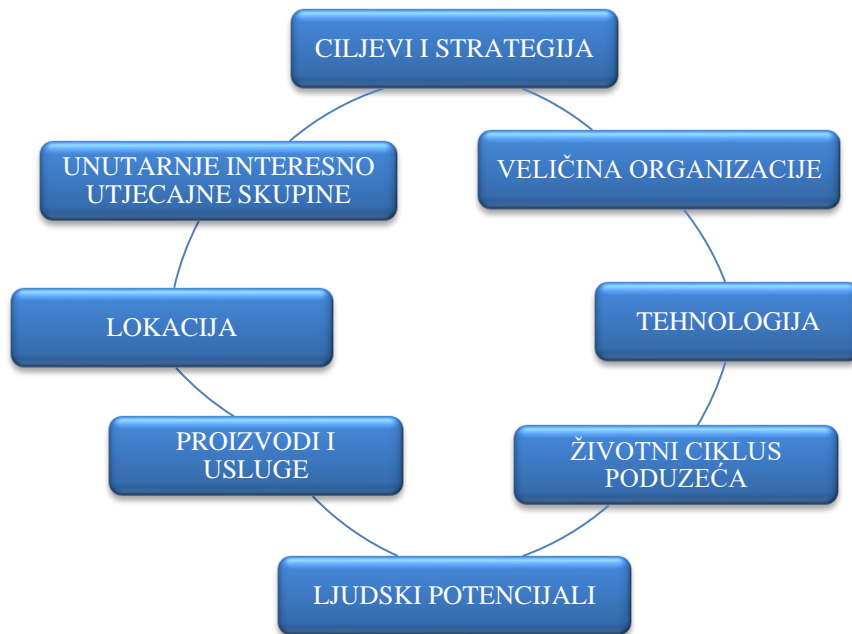 CILJEVI I STRATEGIJA
VELIČINA ORGANIZACIJE
TEHNOLOGIJA
ŽIVOTNI CIKLUS
PODUZEĆA
LJUDSKI POTENCIJALI
PROIZVODI I
USLUGE
LOKACIJA
UNUTARNJE INTERESNO
UTJECAJNE SKUPINE